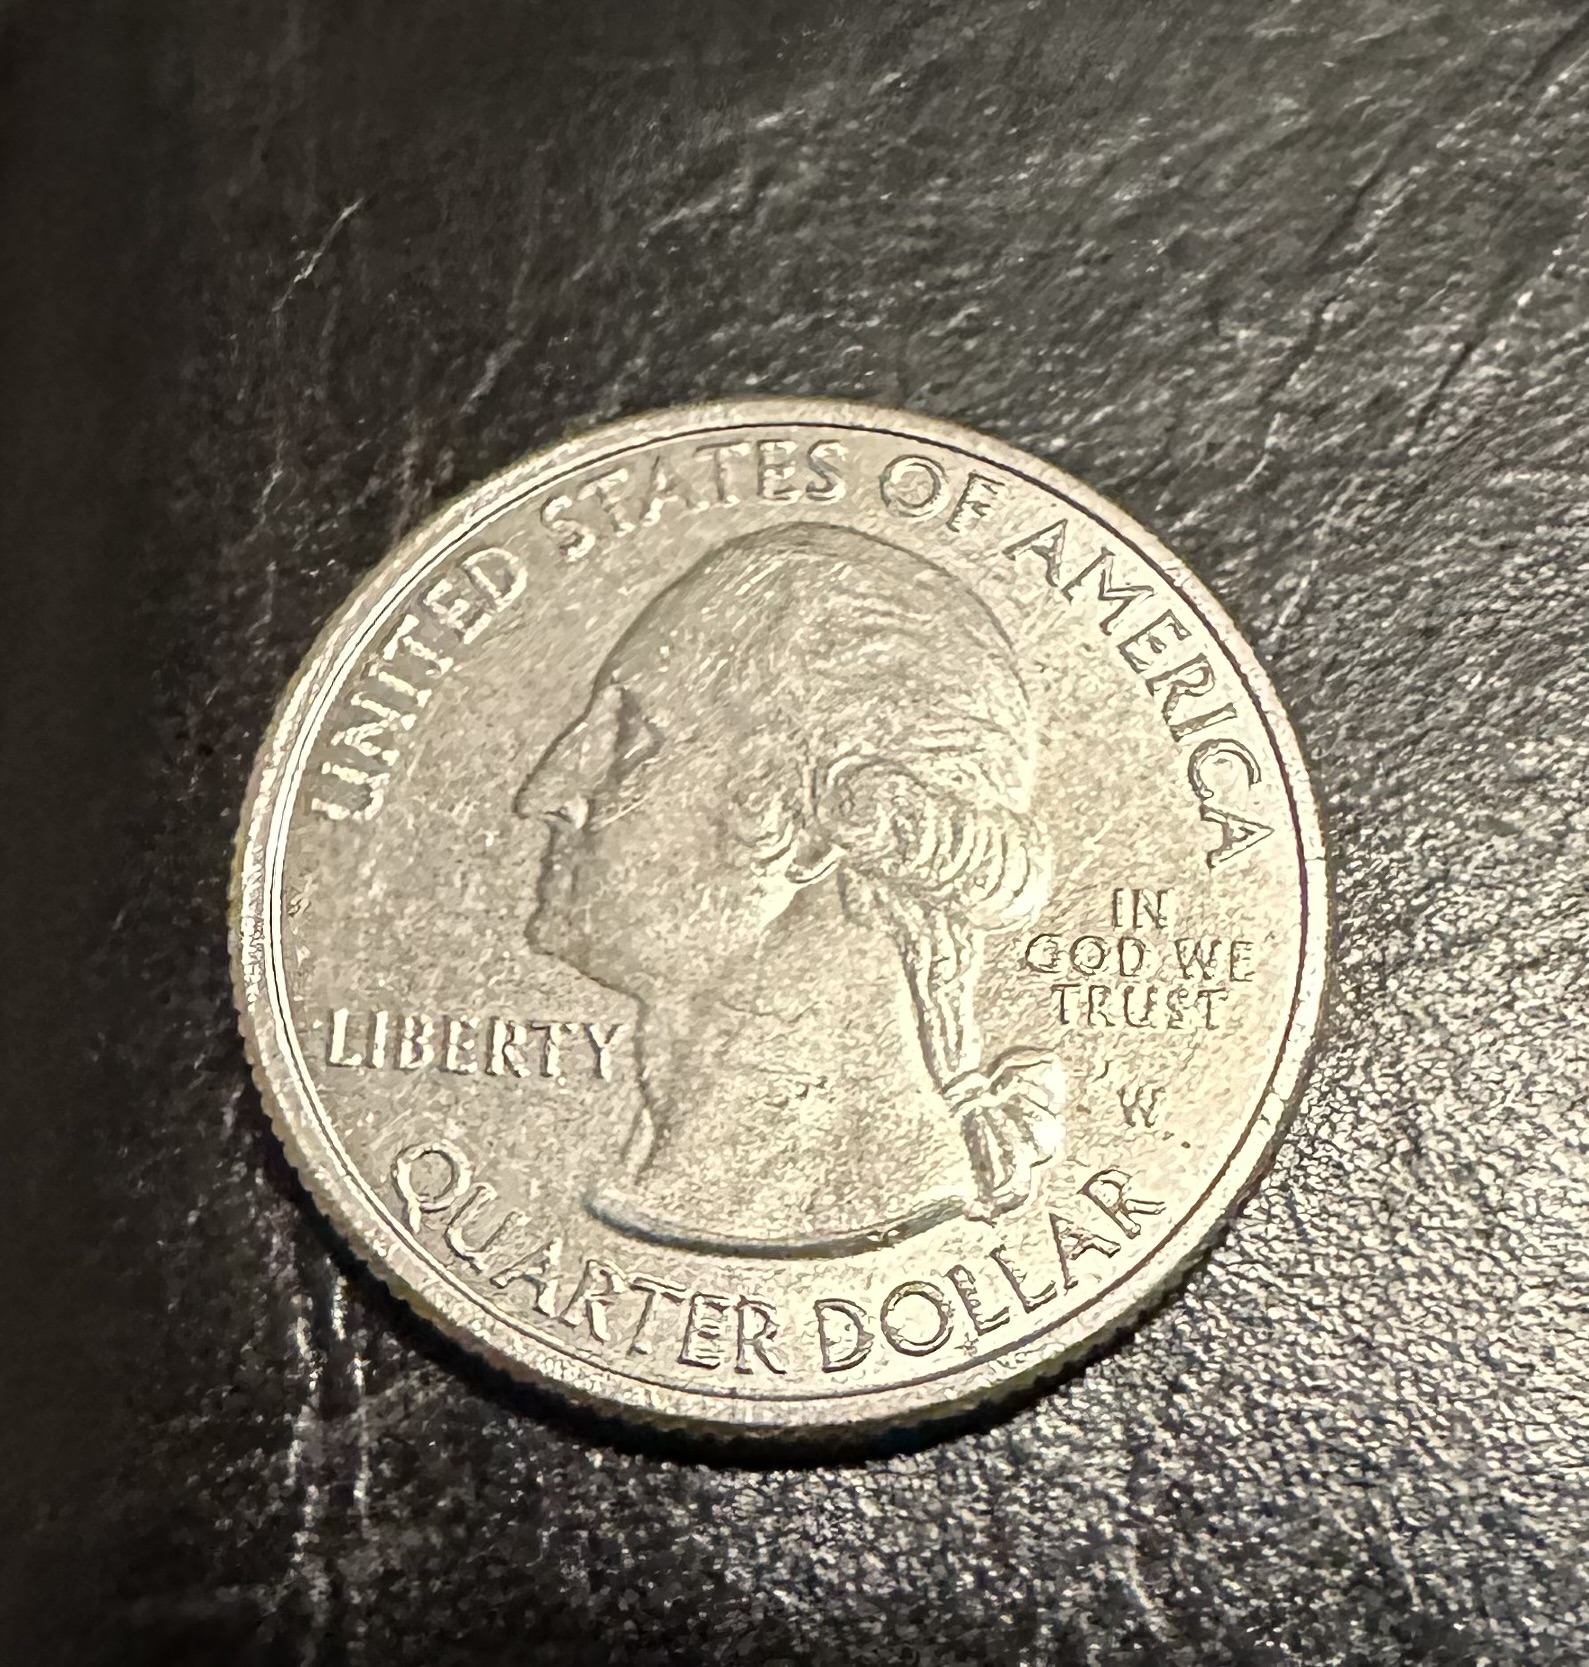 UNITED STATES OF AMERICA
LIBERTY
IN
GOD WE
TRUST
W
QUARTER DOLLAR